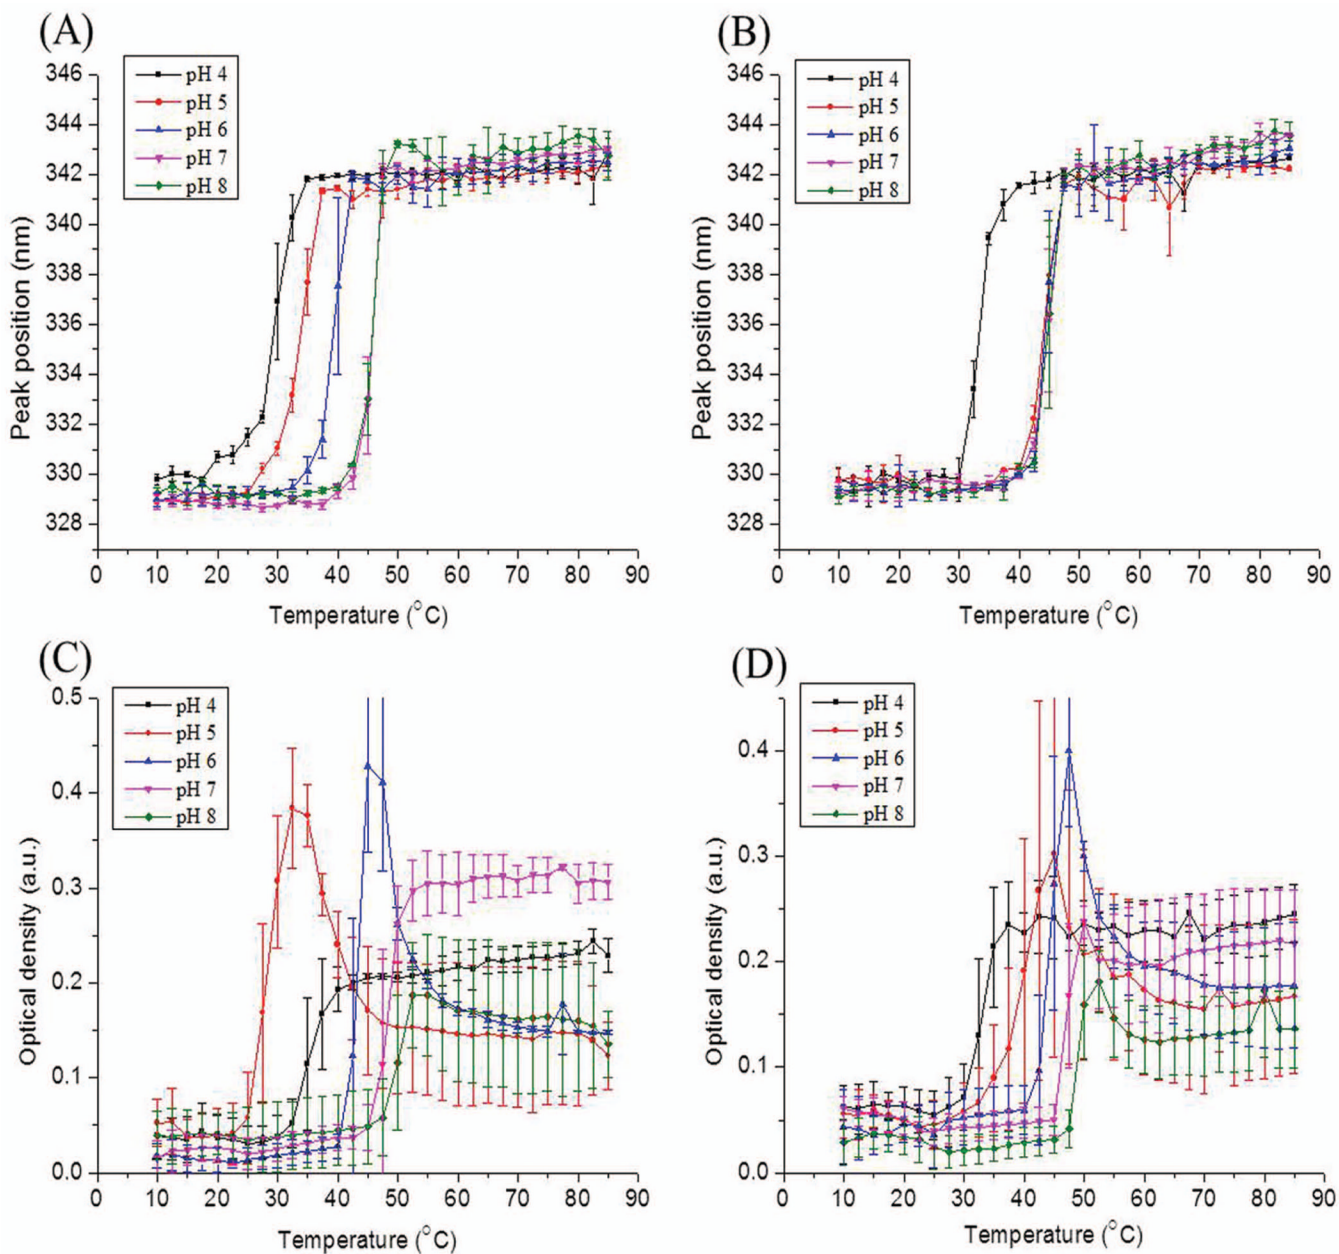 (A)
pH 4
pH 5
pH 6
pH 7
pH 8
346
344
342
340
338
336
334
332
330
328
Peak position (nm)
0 10 20 30 40 50 60 70 80 90
Temperature (°C)
(B)
pH 4
pH 5
pH 6
pH 7
pH 8
346
344
342
340
338
336
334
332
330
328
Peak position (nm)
0 10 20 30 40 50 60 70 80 90
Temperature (°C)
(C)
pH 4
pH 5
pH 6
pH 7
pH 8
0.5
0.4
0.3
0.2
0.1
0.0
Optical density (a.u.)
0 10 20 30 40 50 60 70 80 90
Temperature (°C)
(D)
pH 4
pH 5
pH 6
pH 7
pH 8
0.4
0.2
0.0
Optical density (a.u.)
0 10 20 30 40 50 60 70 80 90
Temperature (°C)